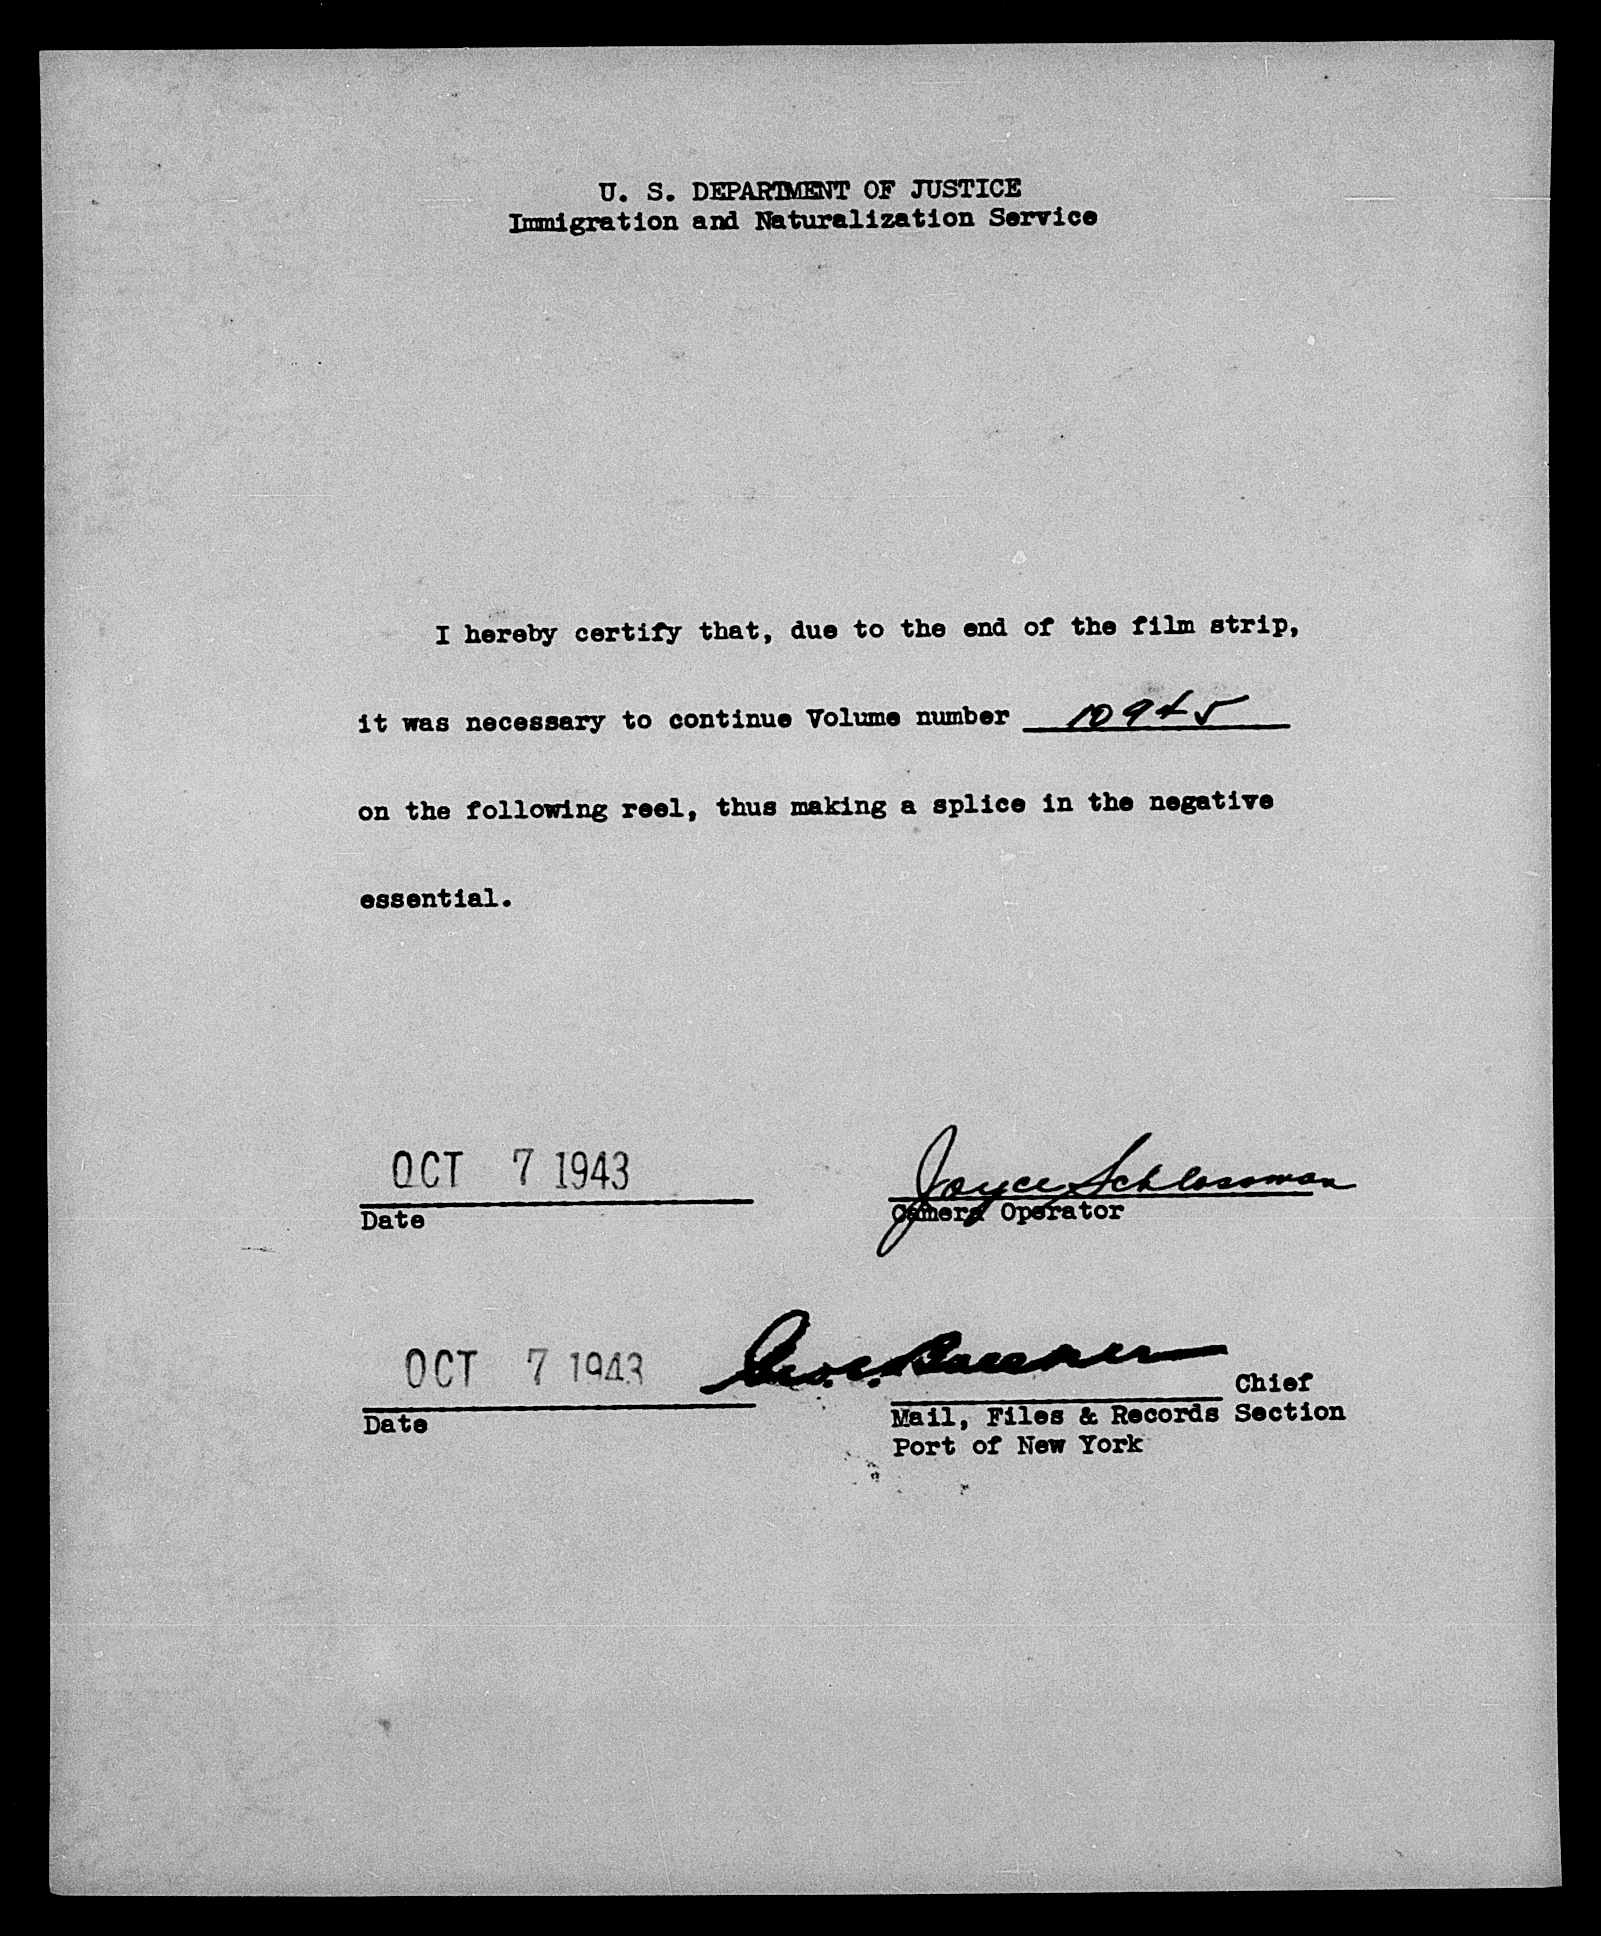 U. S. DEPARTMENT OF JUSTICE
Immigration and Naturalization Service
I hereby certify that, due to the end of the film strip,
it was necessary to continue Volume number 10945
on the following reel, thus making a splice in the negative
essential.
OCT 7 1943
Joyce Schlossman
Date
Camera Operator
OCT 7 1943
Geo. C.
Chief
Date
Mail, Files & Records Section
Port of New York